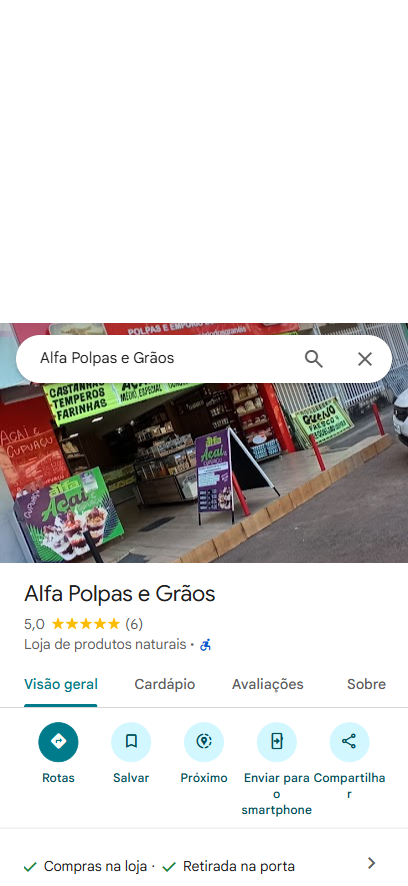 POLPAS E EMPÓRIO
Alfa Polpas e Grãos
CASTANHAS
TEMPEROS
FARINHAS
AÇAÍ &
CUPUAÇU
QUEIJO
FRESCO
alfa
Açaí
CUPUAÇU
alfa
Açaí
Alfa Polpas e Grãos
5,0 (6)
Loja de produtos naturais ·
Visão geral Cardápio Avaliações Sobre
Rotas Salvar Próximo Enviar para o smartphone Compartilhar
Compras na loja · Retirada na porta